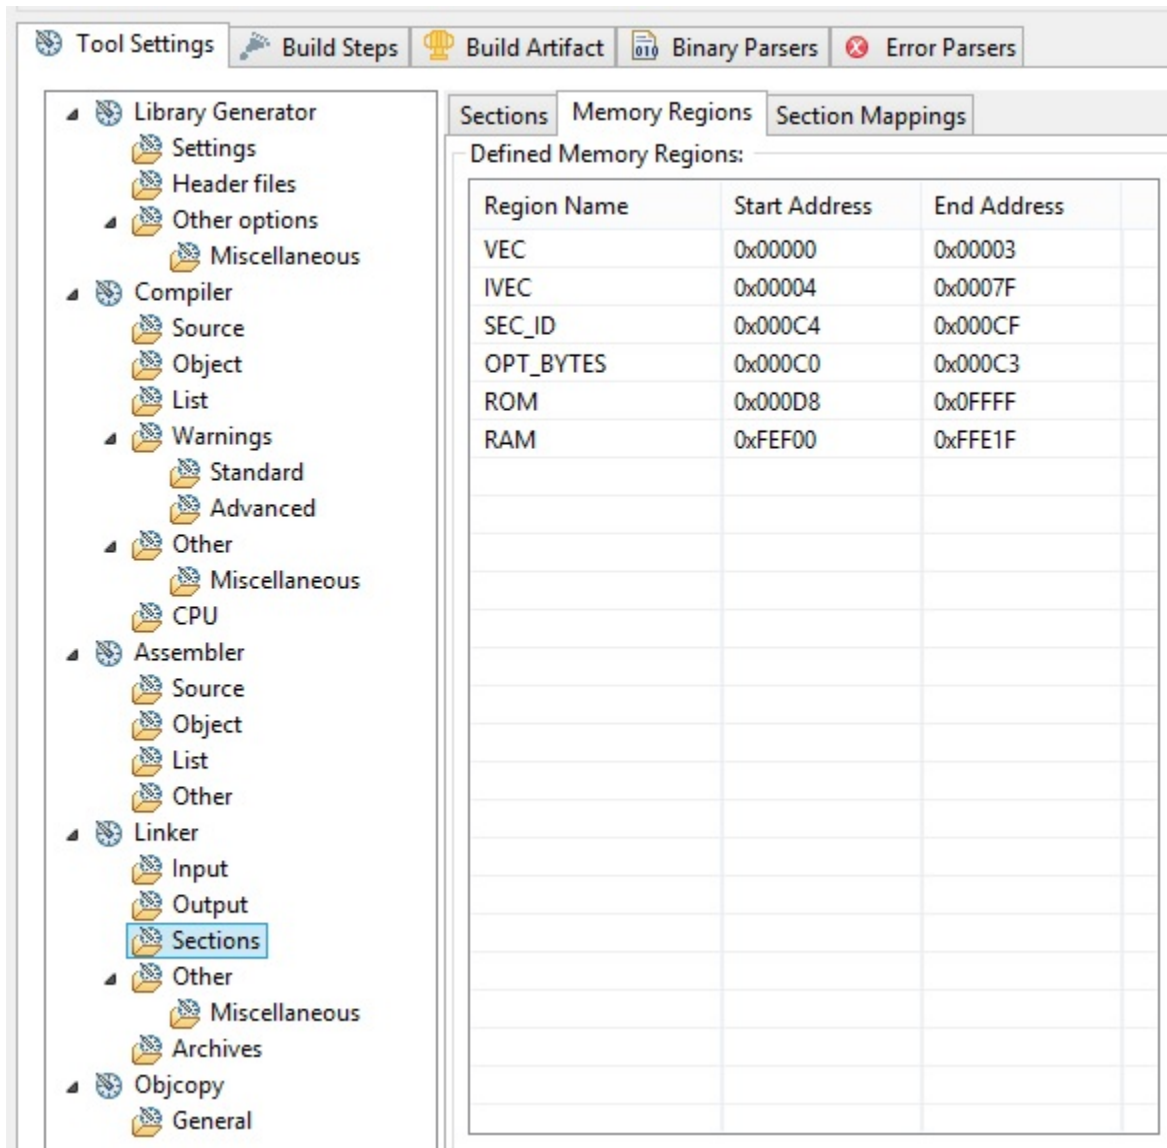 Tool Settings Build Steps Build Artifact Binary Parsers Error Parsers
Library Generator
Settings
Header files
Other options
Miscellaneous
Compiler
Source
Object
List
Warnings
Standard
Advanced
Other
Miscellaneous
CPU
Assembler
Source
Object
List
Other
Linker
Input
Output
Sections
Other
Miscellaneous
Archives
Objcopy
General
Sections Memory Regions Section Mappings
Defined Memory Regions:
Region Name Start Address End Address
VEC 0x00000 0x00003
IVEC 0x00004 0x0007F
SEC_ID 0x000C4 0x000CF
OPT_BYTES 0x000C0 0x000C3
ROM 0x000D8 0x0FFFF
RAM 0xFEF00 0xFFE1F